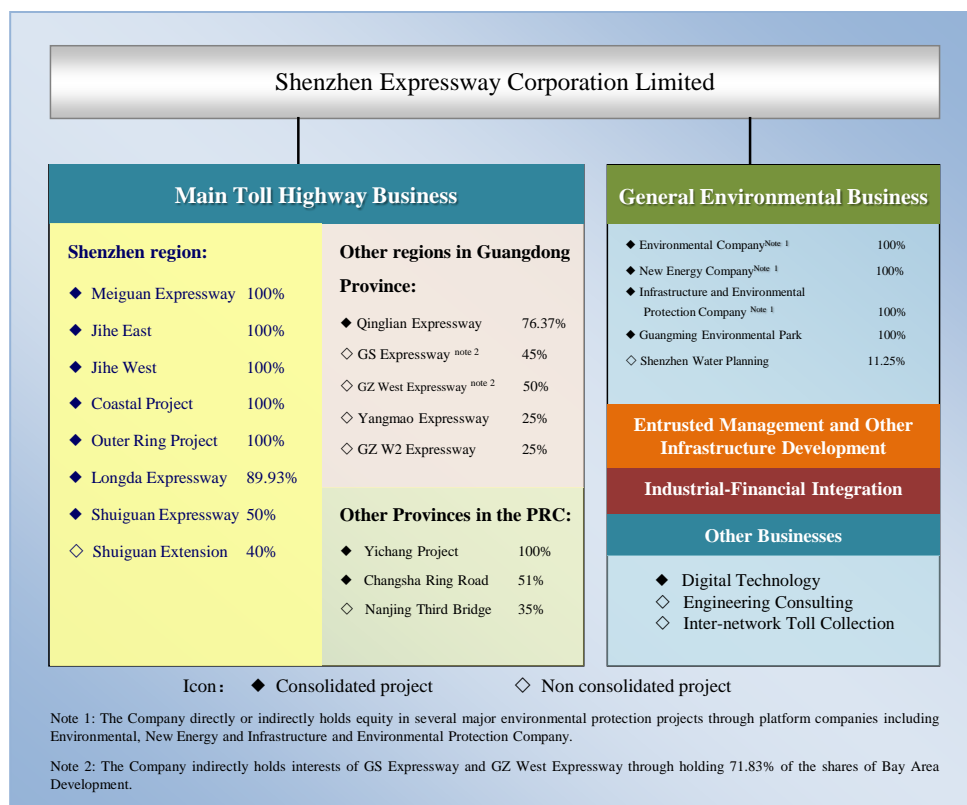 Shenzhen Expressway Corporation Limited
Main Toll Highway Business
Shenzhen region:
◆ Meiguan Expressway 100%
◆ Jihe East 100%
◆ Jihe West 100%
◆ Coastal Project 100%
◆ Outer Ring Project 100%
◆ Longda Expressway 89.93%
◆ Shuiguan Expressway 50%
◇ Shuiguan Extension 40%
Other regions in Guangdong
Province:
◆ Qinglian Expressway 76.37%
◇ GS Expressway note 2 45%
◇ GZ West Expressway note 2 50%
◇ Yangmao Expressway 25%
◇ GZ W2 Expressway 25%
Other Provinces in the PRC:
◆ Yichang Project 100%
◆ Changsha Ring Road 51%
◇ Nanjing Third Bridge 35%
General Environmental Business
◆ Environmental Company Note 1 100%
◆ New Energy Company Note 1 100%
◆ Infrastructure and Environmental
Protection Company Note 1 100%
◆ Guangming Environmental Park 100%
◇ Shenzhen Water Planning 11.25%
Entrusted Management and Other
Infrastructure Development
Industrial-Financial Integration
Other Businesses
◆ Digital Technology
◇ Engineering Consulting
◇ Inter-network Toll Collection
Icon： ◆ Consolidated project ◇ Non consolidated project
Note 1: The Company directly or indirectly holds equity in several major environmental protection projects through platform companies including
Environmental, New Energy and Infrastructure and Environmental Protection Company.
Note 2: The Company indirectly holds interests of GS Expressway and GZ West Expressway through holding 71.83% of the shares of Bay Area
Development.